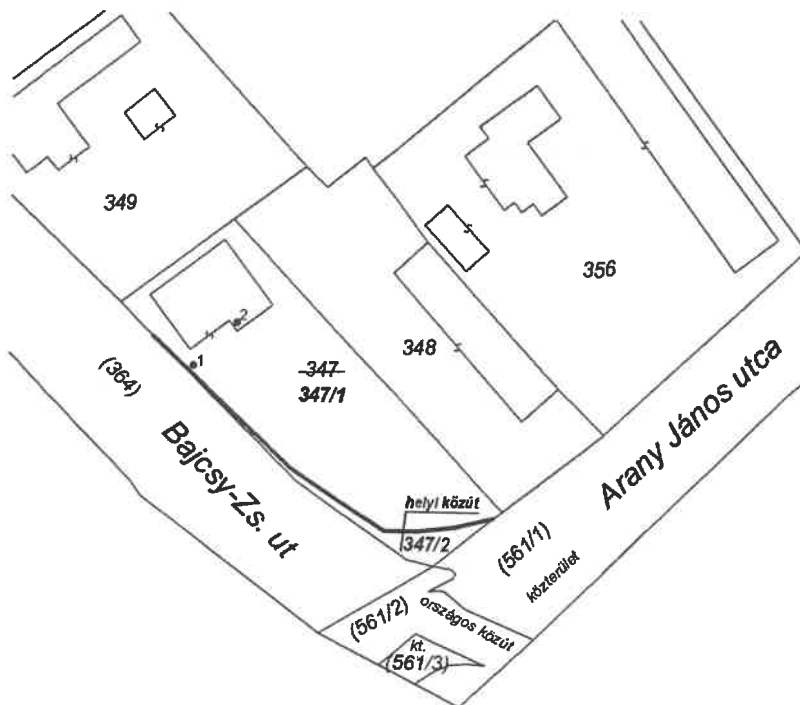 349
356
348
347
347/1
2
1
(364)
Bajcsy-Zs. ut
Arany János utca
helyi közút
347/2
(561/1)
közterület
(561/2)
országos közút
kt.
(561/3)